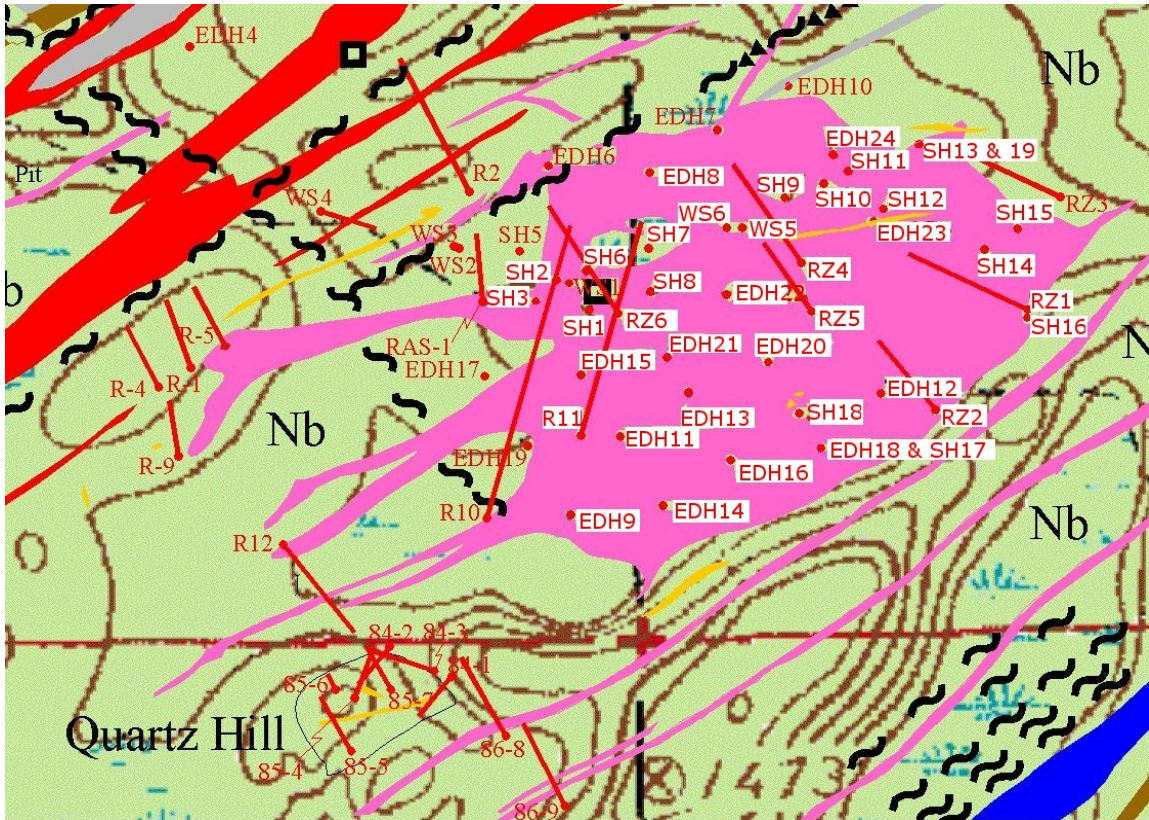 EDH4
Nb
EDH10
EDH7
EDH24
SH13 & 19
SH11
EDH6
EDH8
Pit
R2
SH9
SH10
SH12
SH15
RZ3
WS4
WS6
WS5
EDH23
WS3
SH5
SH7
SH14
WS2
SH2
SH6
RZ4
b
SH3
WS1
SH8
EDH22
RZ1
SH1
RZ6
RZ5
SH16
R-5
N
RAS-1
EDH21
EDH20
EDH17
EDH15
R-4
R-1
EDH12
Nb
R11
EDH13
SH18
RZ2
EDH11
EDH18 & SH17
R-9
EDH19
EDH16
R10
EDH9
EDH14
Nb
R12
84-2
84-3
85-6
85-7
Quartz Hill
86-8
85-4
85-5
1473
86-9